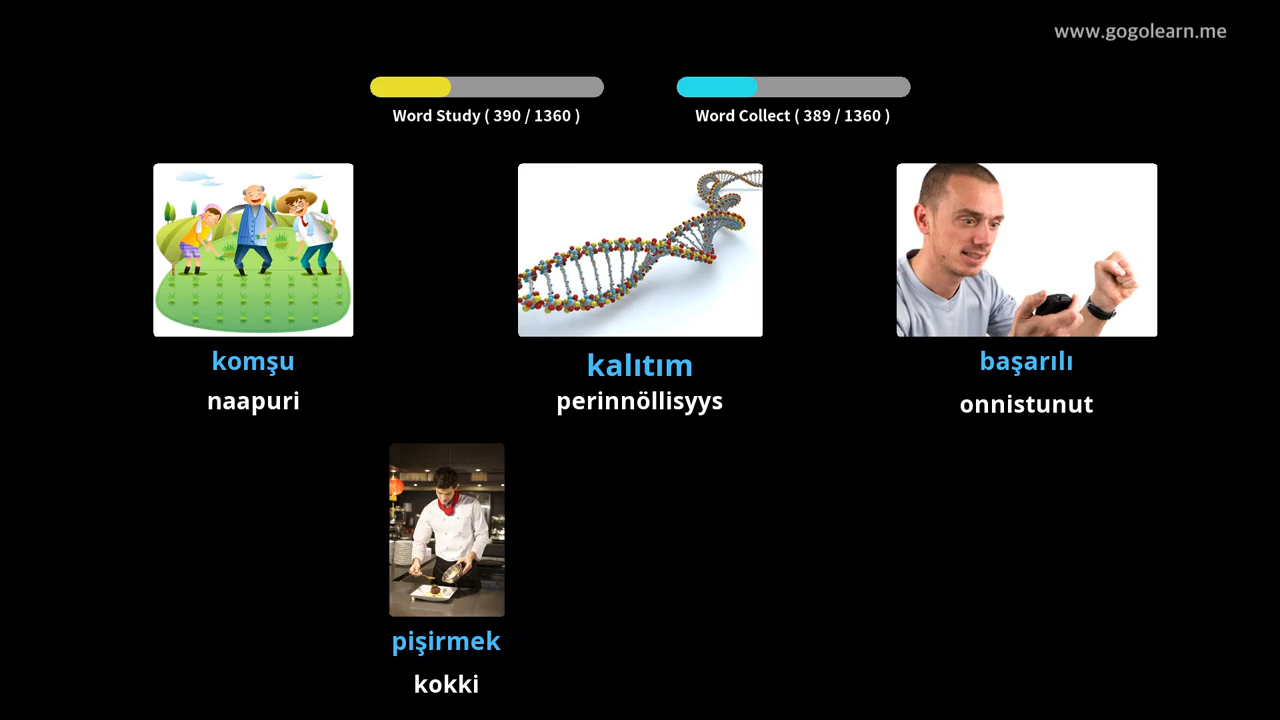 www.gogolearn.me
Word Study ( 390 / 1360 )
Word Collect ( 389 / 1360 )
komşu
naapuri
kalıtım
perinnöllisyys
başarılı
onnistunut
pişirmek
kokki